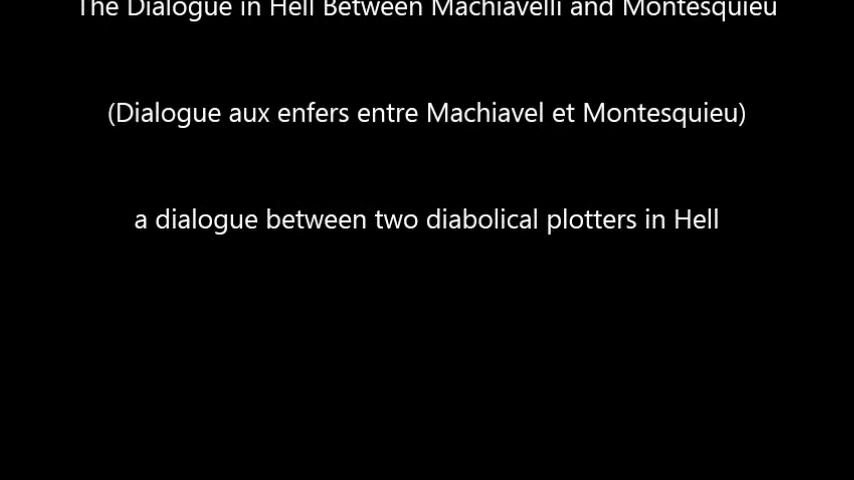 The Dialogue in Hell Between Machiavelli and Montesquieu
(Dialogue aux enfers entre Machiavel et Montesquieu)
a dialogue between two diabolical plotters in Hell